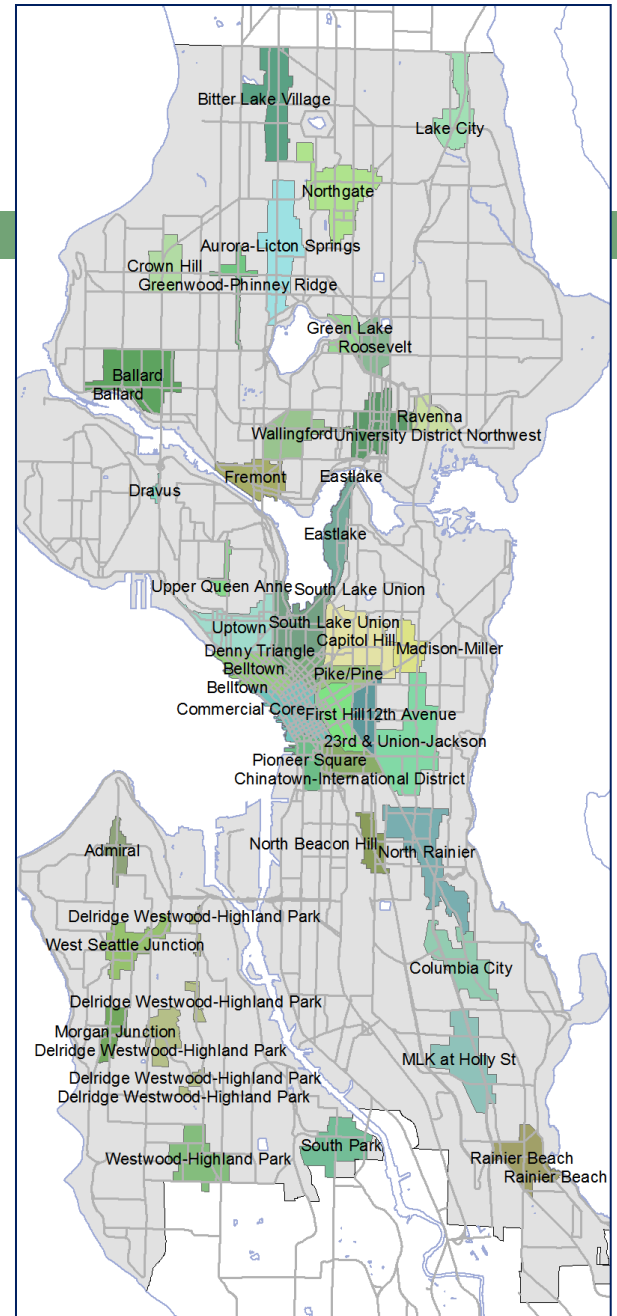 Bitter Lake Village
Lake City
Northgate
Aurora-Licton Springs
Crown Hill
Greenwood-Phinney Ridge
Green Lake
Roosevelt
Ballard
Ballard
Ravenna
Wallingford
University District Northwest
Fremont
Eastlake
Dravus
Eastlake
Upper Queen Anne
South Lake Union
Uptown
South Lake Union
Capitol Hill
Madison-Miller
Denny Triangle
Belltown
Pike/Pine
Belltown
Commercial Core
First Hill
12th Avenue
23rd & Union-Jackson
Pioneer Square
Chinatown-International District
Admiral
North Beacon Hill
North Rainier
Delridge Westwood-Highland Park
West Seattle Junction
Columbia City
Delridge Westwood-Highland Park
Morgan Junction
Delridge Westwood-Highland Park
MLK at Holly St
Delridge Westwood-Highland Park
Delridge Westwood-Highland Park
South Park
Westwood-Highland Park
Rainier Beach
Rainier Beach